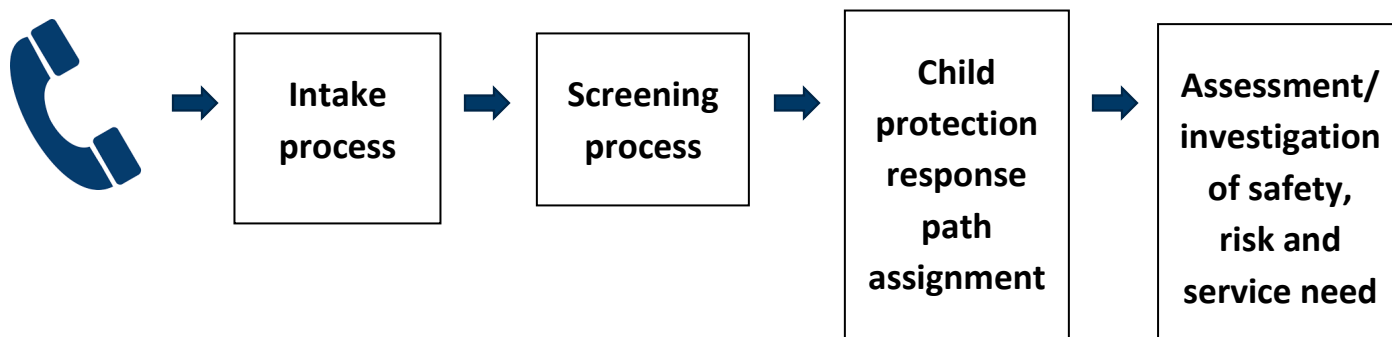 Intake
process
Screening
process
Child
protection
response
path
assignment
Assessment/
investigation
of safety,
risk and
service need